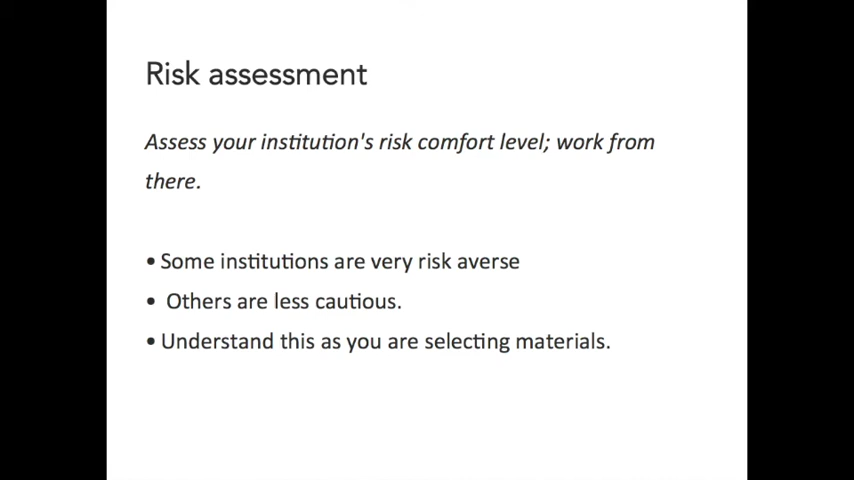 Risk assessment
Assess your institution's risk comfort level; work from
there.
• Some institutions are very risk averse
• Others are less cautious.
• Understand this as you are selecting materials.